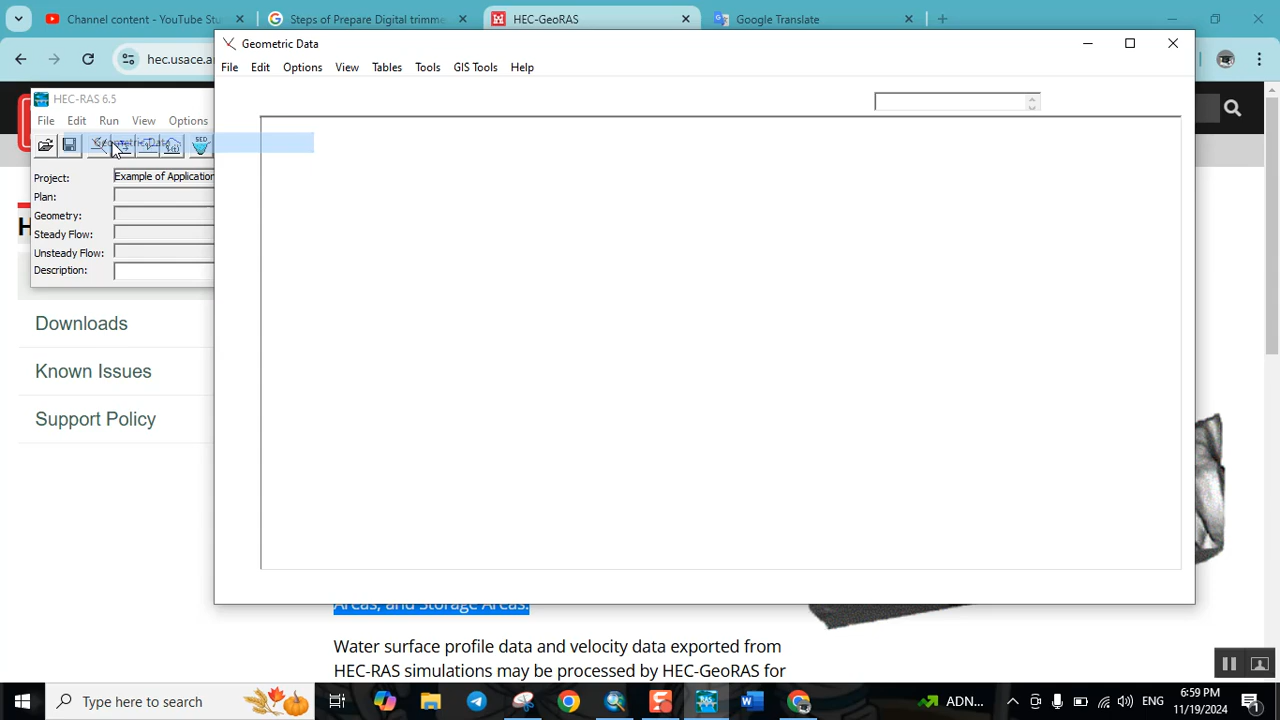 Channel content - YouTube Stu
Steps of Prepare Digital trimme
HEC-GeoRAS
Google Translate
hec.usace.a
Geometric Data
File Edit Options View Tables Tools GIS Tools Help
HEC-RAS 6.5
File Edit Run View Options
Geometric Data
Project: Example of Application
Plan:
Geometry:
Steady Flow:
Unsteady Flow:
Description:
H
Downloads
Known Issues
Support Policy
Areas, and Storage Areas.
Water surface profile data and velocity data exported from
HEC-RAS simulations may be processed by HEC-GeoRAS for
Type here to search
ADN...
ENG
6:59 PM
11/19/2024